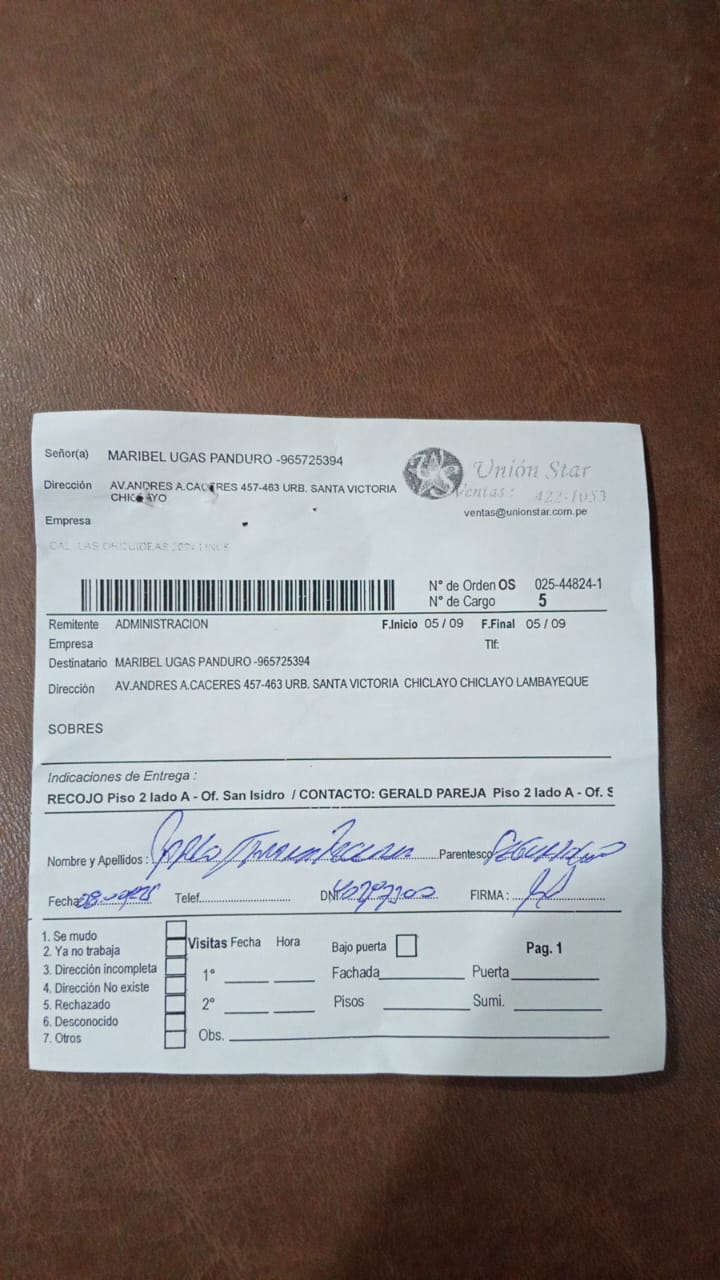 Señor(a) MARIBEL UGAS PANDURO -965725394
Unión Star
Dirección AV.ANDRES A.CACERES 457-463 URB. SANTA VICTORIA
CHICLAYO
Ventas: 422-1053
ventas@unionstar.com.pe
Empresa
CAL. LAS ORQUIDEAS
N° de Orden OS 025-44824-1
N° de Cargo 5
Remitente ADMINISTRACION F.Inicio 05 / 09 F.Final 05 / 09
Empresa Tlf:
Destinatario MARIBEL UGAS PANDURO -965725394
Dirección AV.ANDRES A.CACERES 457-463 URB. SANTA VICTORIA CHICLAYO CHICLAYO LAMBAYEQUE
SOBRES
Indicaciones de Entrega :
RECOJO Piso 2 lado A - Of. San Isidro / CONTACTO: GERALD PAREJA Piso 2 lado A - Of. S
Nombre y Apellidos : Parentesco
Fecha Telef. DNI FIRMA :
1. Se mudo
2. Ya no trabaja
3. Dirección incompleta
4. Dirección No existe
5. Rechazado
6. Desconocido
7. Otros
Visitas Fecha Hora
1°
2°
Obs.
Bajo puerta
Fachada Puerta
Pisos Sumi.
Pag. 1